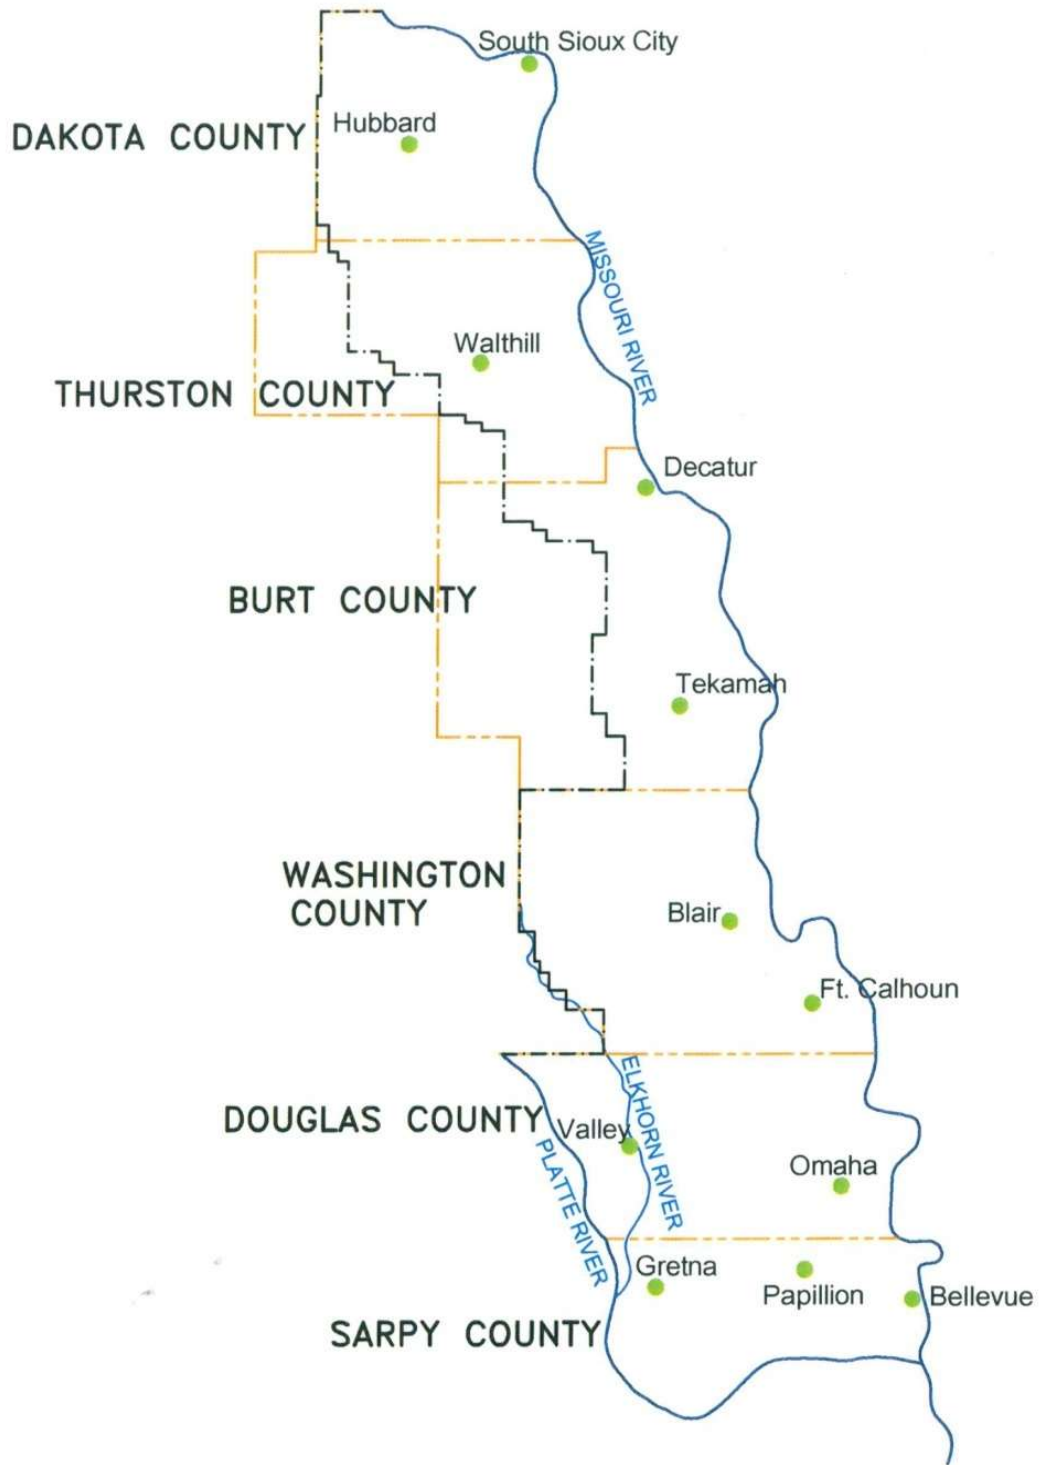 South Sioux City
Hubbard
DAKOTA COUNTY
MISSOURI RIVER
Walthill
THURSTON COUNTY
Decatur
BURT COUNTY
Tekamah
WASHINGTON
COUNTY
Blair
Ft. Calhoun
DOUGLAS COUNTY
Valley
ELKHORN RIVER
PLATTE RIVER
Omaha
Gretna
Papillion
Bellevue
SARPY COUNTY